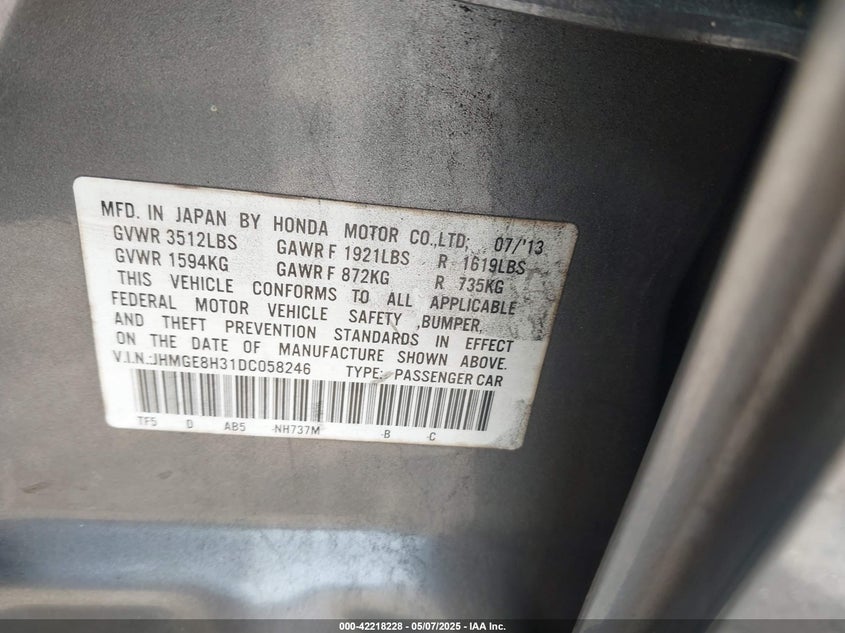 MFD. IN JAPAN BY HONDA MOTOR CO.,LTD; 07/'13
GVWR 3512LBS GAWR F 1921LBS R 1619LBS
GVWR 1594KG GAWR F 872KG R 735KG
THIS VEHICLE CONFORMS TO ALL APPLICABLE
FEDERAL MOTOR VEHICLE SAFETY ,BUMPER,
AND THEFT PREVENTION STANDARDS IN EFFECT
ON THE DATE OF MANUFACTURE SHOWN ABOVE.
V.I.N.:JHMGE8H31DC058246 TYPE: PASSENGER CAR
TF5 D AB5 -NH737M -B -C
000-42218228 - 05/07/2025 - IAA Inc.